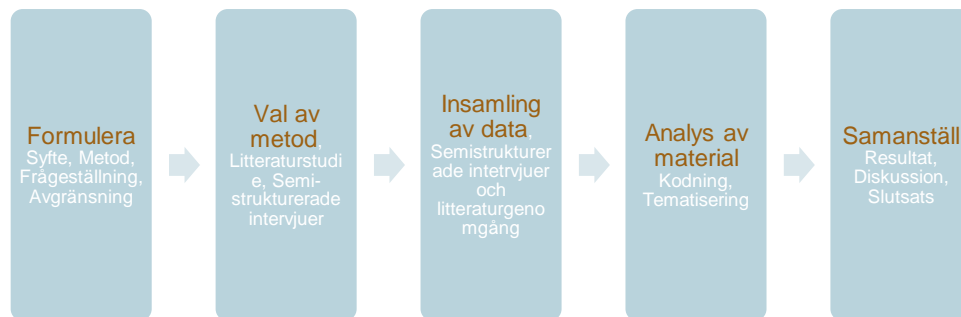 Formulera
Syfte, Metod,
Frågeställning,
Avgränsning
Val av
metod,
Litteraturstudi
e, Semi-
strukturerade
intervjuer
Insamling
av data,
Semistrukturer
ade intetrvjuer
och
litteraturgeno
mgång
Analys av
material
Kodning,
Tematisering
Samanställ
Resultat,
Diskussion,
Slutsats